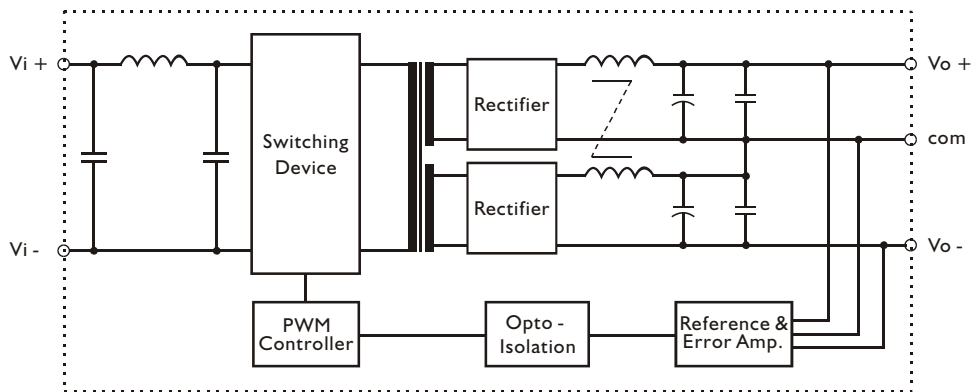 Vi +
Vo +
Rectifier
Switching
Device
com
Rectifier
Vi -
Vo -
PWM
Controller
Opto -
Isolation
Reference &
Error Amp.